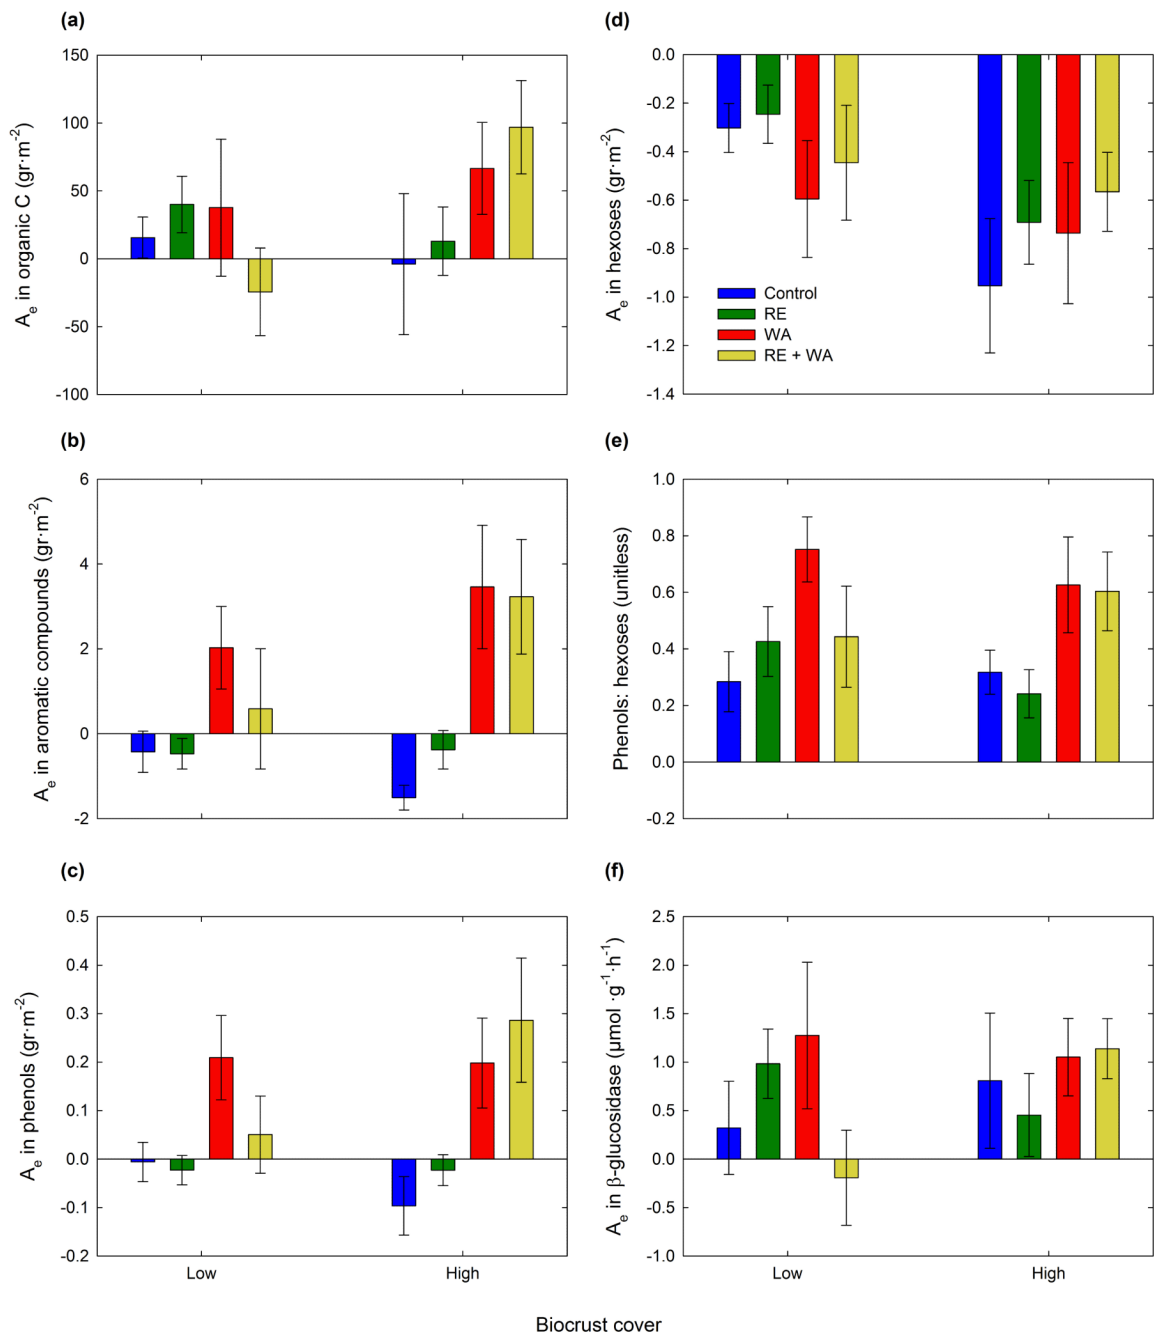 (a)
A_e in organic C (gr·m⁻²)
150
100
50
0
-50
-100
(d)
A_e in hexoses (gr·m⁻²)
0.0
-0.2
-0.4
-0.6
-0.8
-1.0
-1.2
-1.4
Control
RE
WA
RE + WA
(b)
A_e in aromatic compounds (gr·m⁻²)
6
4
2
0
-2
(e)
Phenols: hexoses (unitless)
1.0
0.8
0.6
0.4
0.2
0.0
-0.2
(c)
A_e in phenols (gr·m⁻²)
0.5
0.4
0.3
0.2
0.1
0.0
-0.1
-0.2
Low
High
(f)
A_e in β-glucosidase (µmol ·g⁻¹·h⁻¹)
2.5
2.0
1.5
1.0
0.5
0.0
-0.5
-1.0
Low
High
Biocrust cover